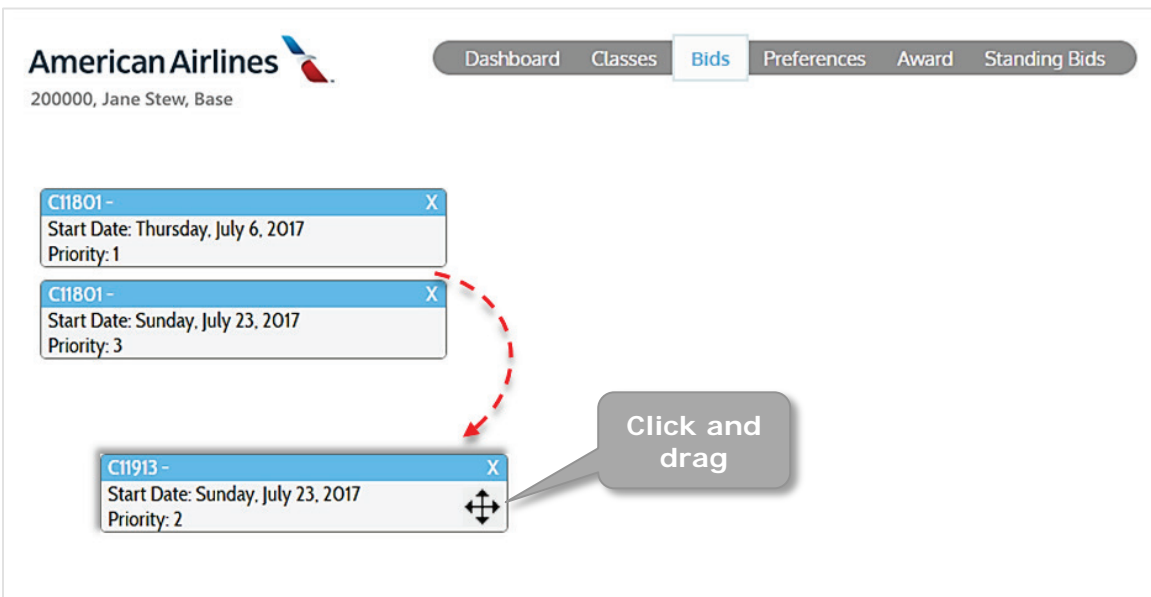 American Airlines
Dashboard Classes Bids Preferences Award Standing Bids
200000, Jane Stew, Base
C11801 - X
Start Date: Thursday, July 6, 2017
Priority: 1
C11801 - X
Start Date: Sunday, July 23, 2017
Priority: 3
Click and
drag
C11913 - X
Start Date: Sunday, July 23, 2017
Priority: 2